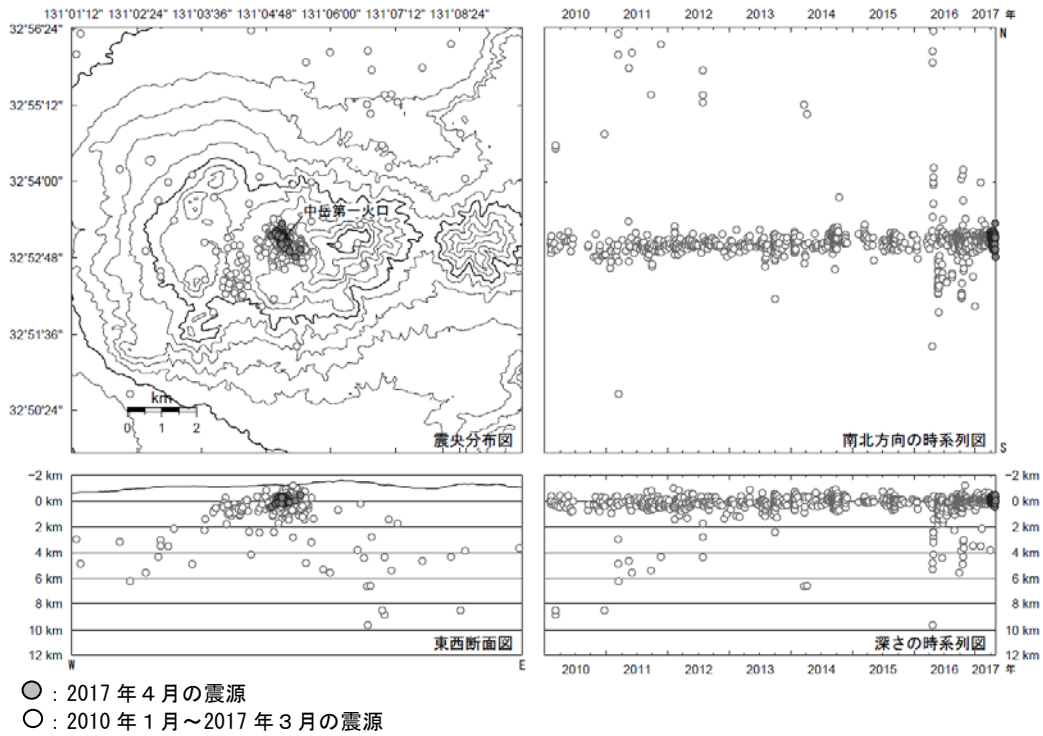 131°01'12" 131°02'24" 131°03'36" 131°04'48" 131°06'00" 131°07'12" 131°08'24"
2010 2011 2012 2013 2014 2015 2016 2017 年
32°56'24"
N
32°55'12"
32°54'00"
中岳第一火口
32°52'48"
32°51'36"
32°50'24"
km
0 1 2
震央分布図
南北方向の時系列図
S
-2 km
0 km
2 km
4 km
6 km
8 km
10 km
12 km
東西断面図
W
E
-2 km
0 km
2 km
4 km
6 km
8 km
10 km
12 km
深さの時系列図
2010 2011 2012 2013 2014 2015 2016 2017 年
：2017 年４月の震源
：2010 年１月～2017 年３月の震源